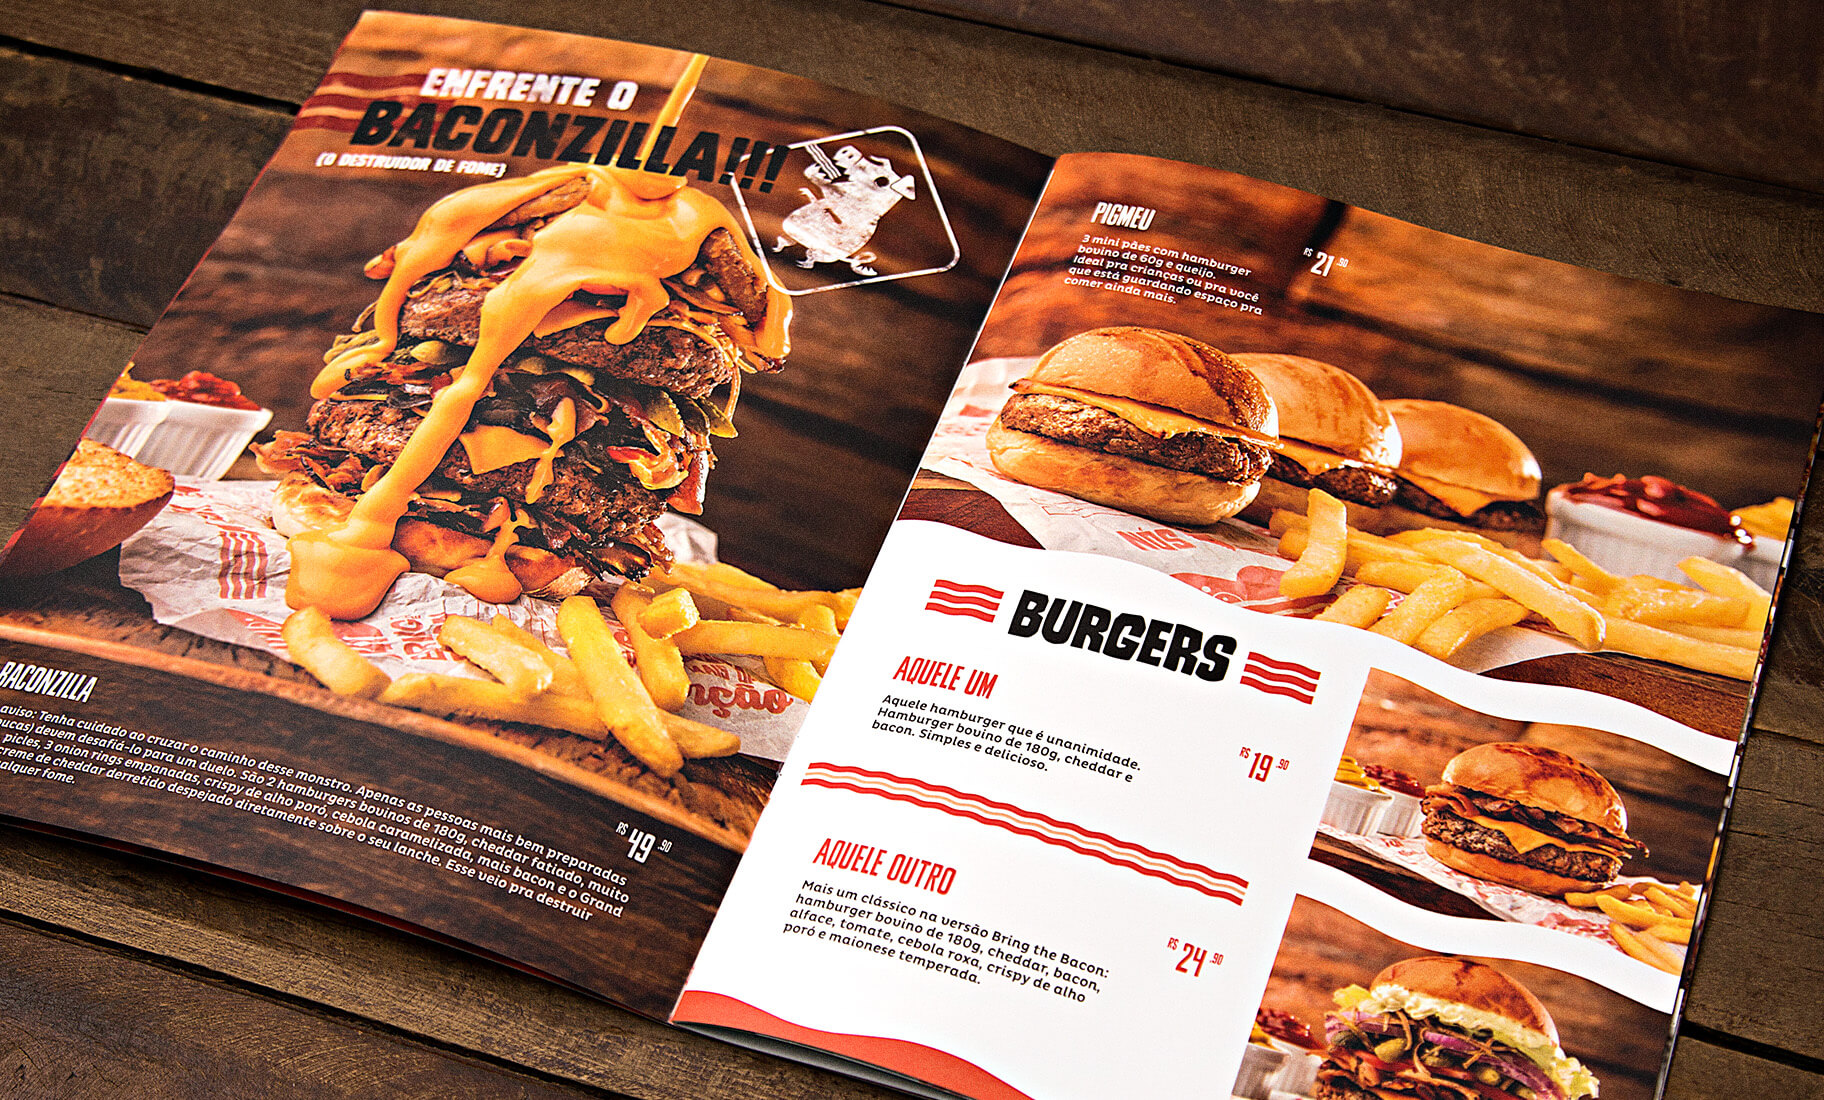 ENFRENTE O
BACONZILLA!!!
(O DESTRUIDOR DE FOME)
BACONZILLA
aviso: Tenha cuidado ao cruzar o caminho desse monstro. Apenas as pessoas mais bem preparadas
devem desafiá-lo para um duelo. São 2 hamburgers bovinos de 180g, cheddar fatiado, muito
picles, 3 onion rings empanadas, crispy de alho poró, cebola caramelizada, mais bacon e o Grand
creme de cheddar derretido despejado diretamente sobre o seu lanche. Esse veio pra destruir
qualquer fome.
R$ 49 .90
PIGMEU
3 mini pães com hamburger
bovino de 60g e queijo.
Ideal pra crianças ou pra você
que está guardando espaço pra
comer ainda mais.
R$ 21 .90
NÓS
BURGERS
AQUELE UM
Aquele hamburger que é unanimidade.
Hamburger bovino de 180g, cheddar e
bacon. Simples e delicioso.
R$ 19 .90
AQUELE OUTRO
Mais um clássico na versão Bring the Bacon:
hamburger bovino de 180g, cheddar, bacon,
alface, tomate, cebola roxa, crispy de alho
poró e maionese temperada.
R$ 24 .90